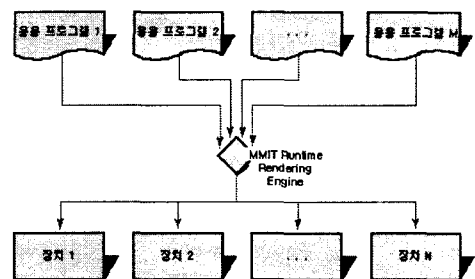 응용 프로그램 1
응용 프로그램 2
...
응용 프로그램 M
MMIT Runtime
Rendering
Engine
장치 1
장치 2
...
장치 N